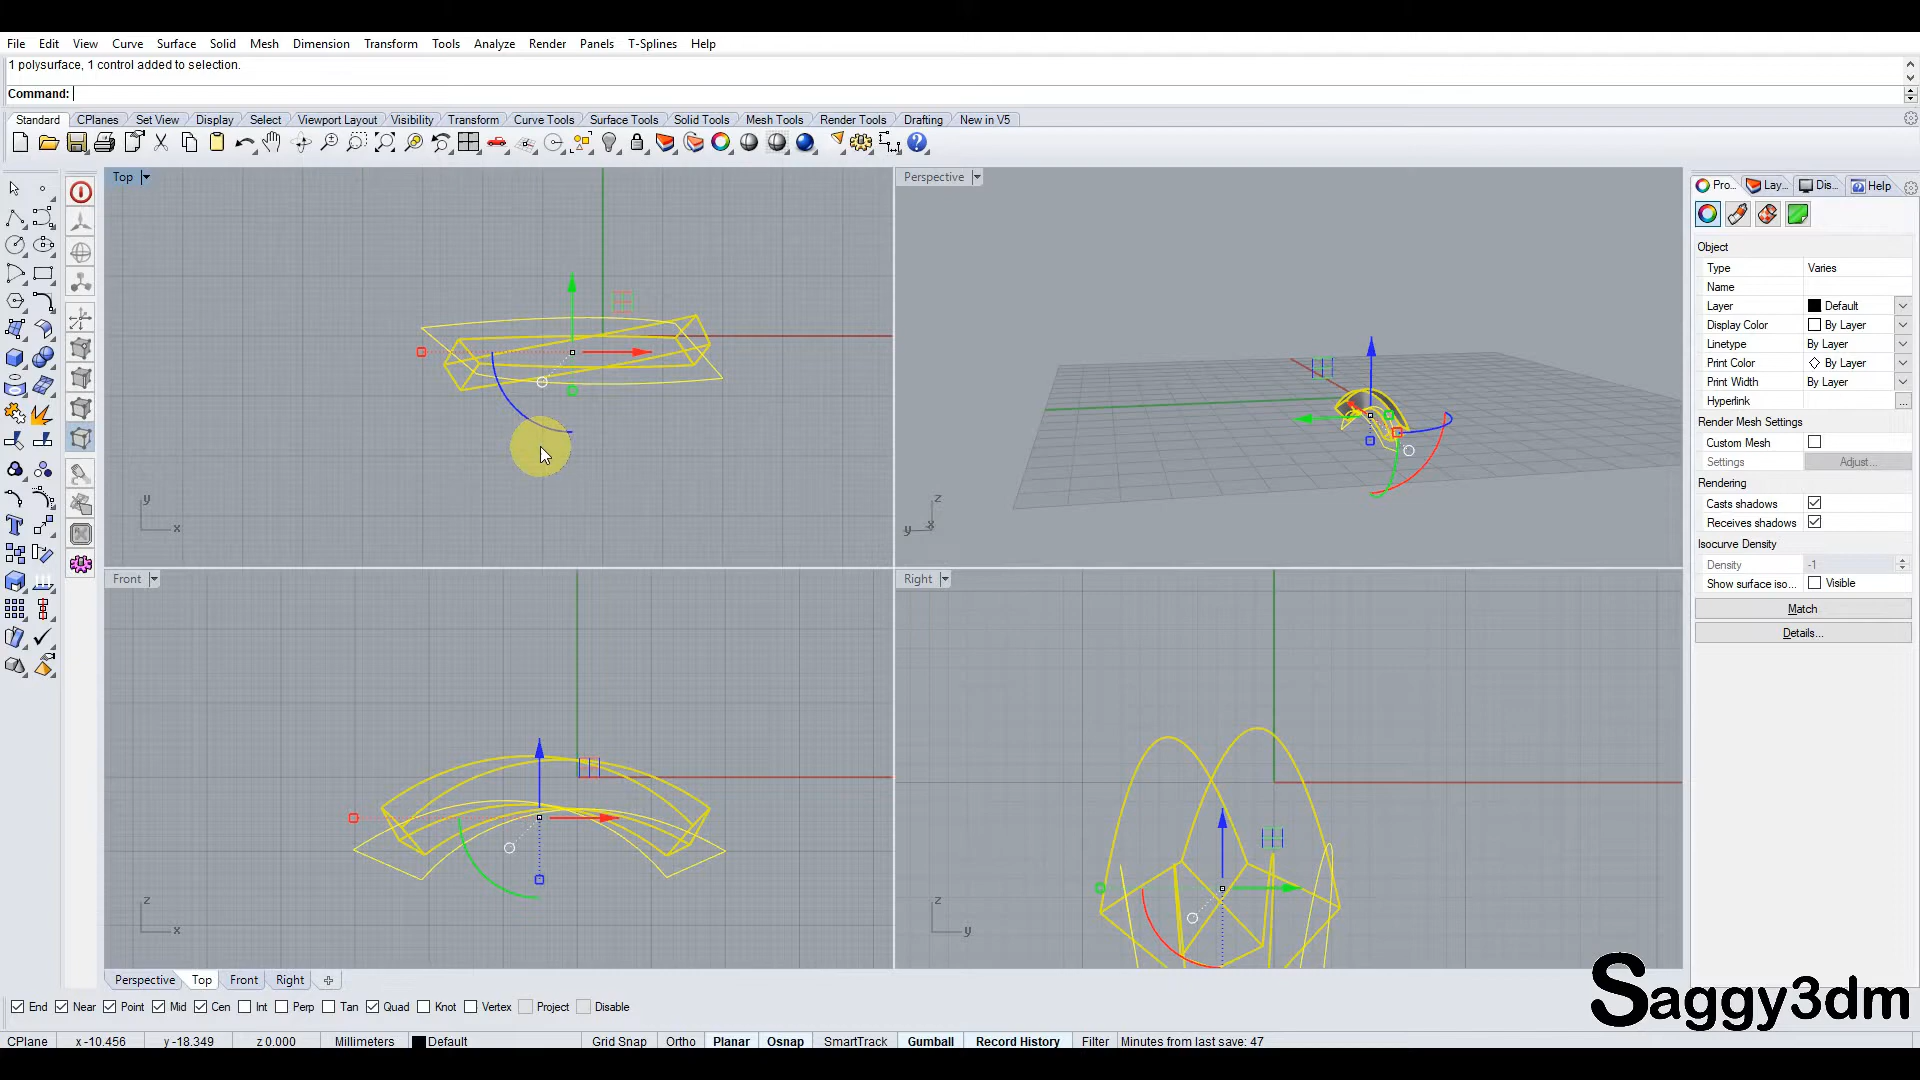 File Edit View Curve Surface Solid Mesh Dimension Transform Tools Analyze Render Panels T-Splines Help
1 polysurface, 1 control added to selection.
Command:
Standard CPlanes Set View Display Select Viewport Layout Visibility Transform Curve Tools Surface Tools Solid Tools Mesh Tools Render Tools Drafting New in V5
Top
Perspective
Pro... Lay... Dis... Help
Object
Type Varies
Name
Layer Default
Display Color By Layer
Linetype By Layer
Print Color By Layer
Print Width By Layer
Hyperlink ...
Render Mesh Settings
Custom Mesh
Settings Adjust...
Rendering
Casts shadows
Receives shadows
Isocurve Density
Density -1
Show surface iso... Visible
Match
Details...
y
x
z
y x
Front
Right
z
x
z
y
Perspective Top Front Right
End Near Point Mid Cen Int Perp Tan Quad Knot Vertex Project Disable
CPlane x -10.456 y -18.349 z 0.000 Millimeters Default Grid Snap Ortho Planar Osnap SmartTrack Gumball Record History Filter Minutes from last save: 47
Saggy3dm